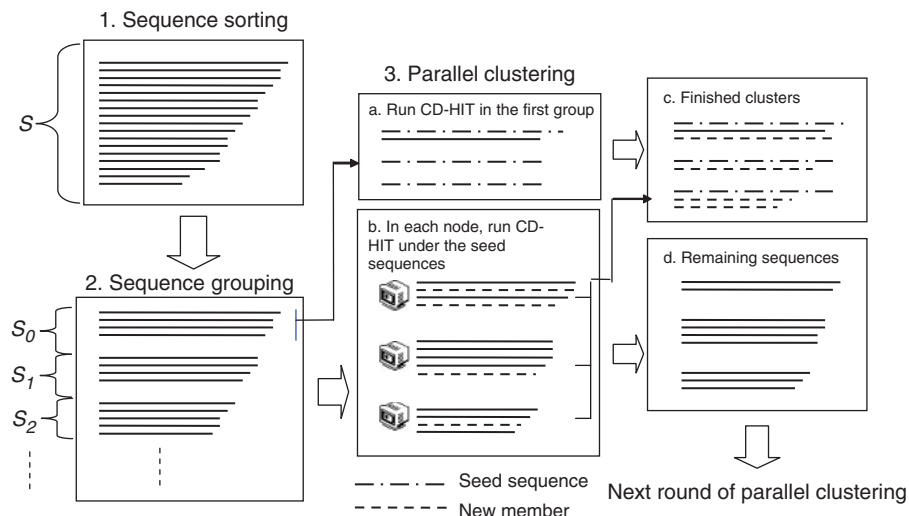 1. Sequence sorting
S
2. Sequence grouping
S0
S1
S2
3. Parallel clustering
a. Run CD-HIT in the first group
b. In each node, run CD-
HIT under the seed
sequences
c. Finished clusters
d. Remaining sequences
Seed sequence
New member
Next round of parallel clustering